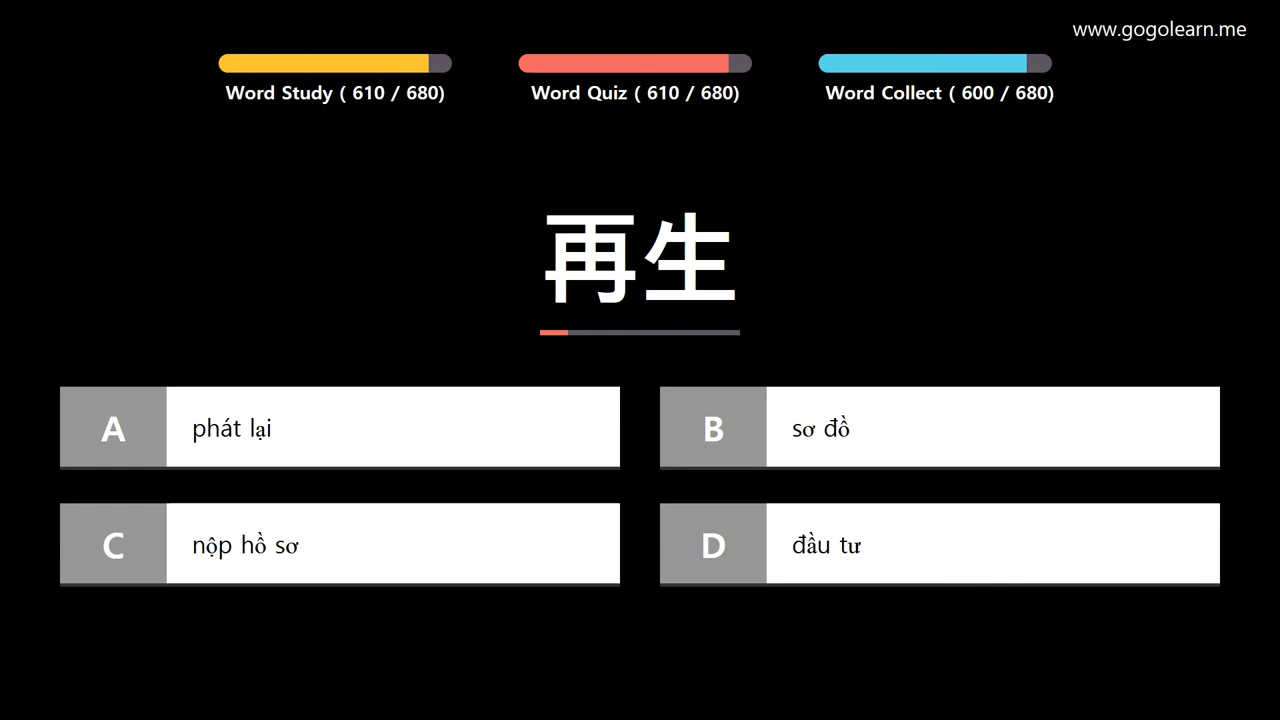 www.gogolearn.me
Word Study ( 610 / 680)
Word Quiz ( 610 / 680)
Word Collect ( 600 / 680)
再生
A
phát lại
B
sơ đồ
C
nộp hồ sơ
D
đầu tư